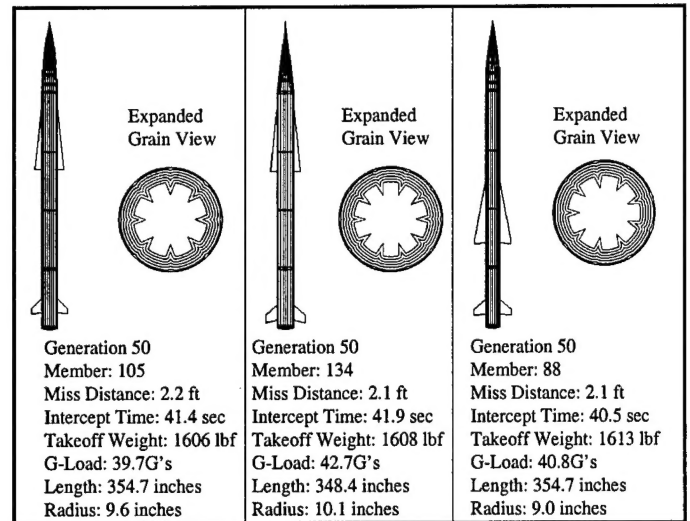 Expanded
Grain View
Generation 50
Member: 105
Miss Distance: 2.2 ft
Intercept Time: 41.4 sec
Takeoff Weight: 1606 lbf
G-Load: 39.7G's
Length: 354.7 inches
Radius: 9.6 inches
Expanded
Grain View
Generation 50
Member: 134
Miss Distance: 2.1 ft
Intercept Time: 41.9 sec
Takeoff Weight: 1608 lbf
G-Load: 42.7G's
Length: 348.4 inches
Radius: 10.1 inches
Expanded
Grain View
Generation 50
Member: 88
Miss Distance: 2.1 ft
Intercept Time: 40.5 sec
Takeoff Weight: 1613 lbf
G-Load: 40.8G's
Length: 354.7 inches
Radius: 9.0 inches